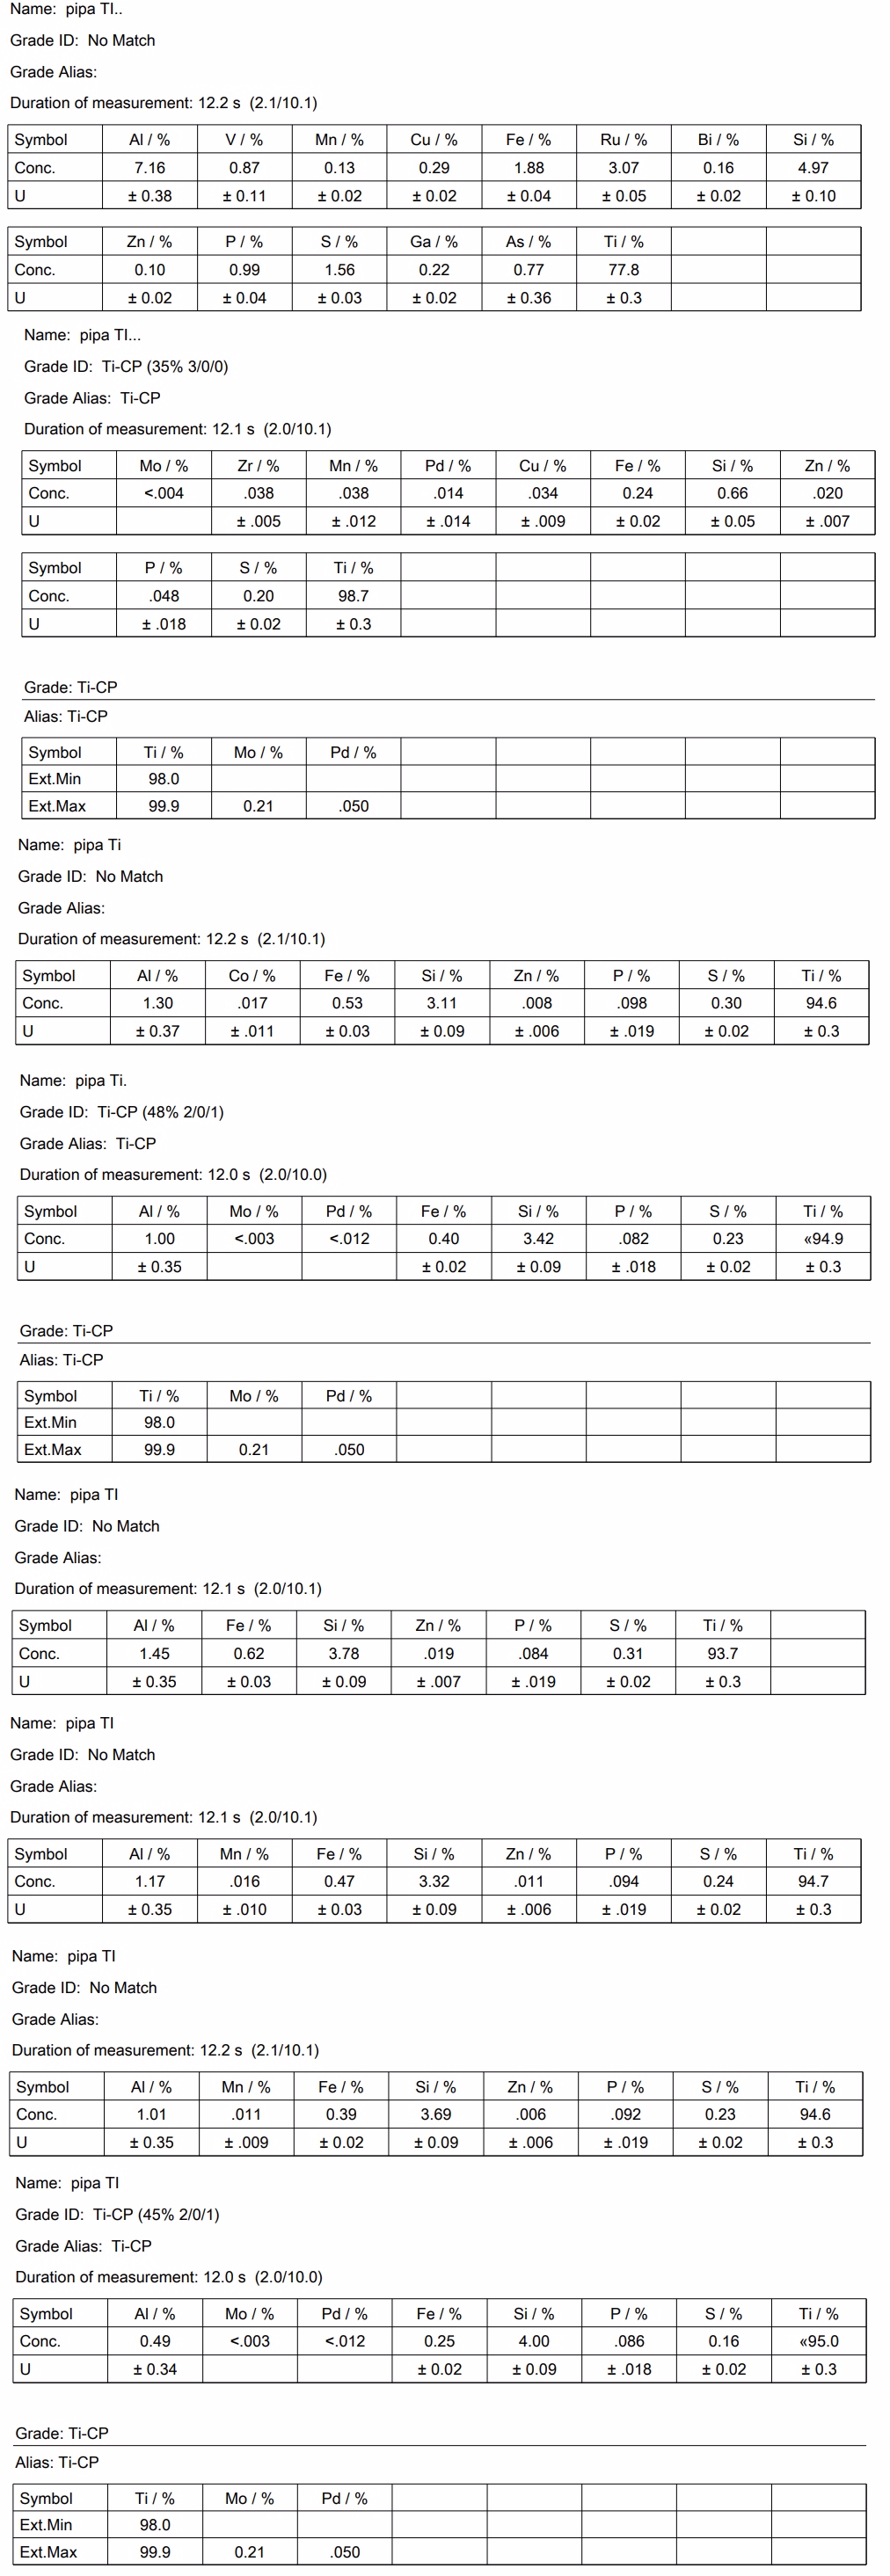 Name: pipa TI..
Grade ID: No Match
Grade Alias:
Duration of measurement: 12.2 s (2.1/10.1)
Symbol Al / % V / % Mn / % Cu / % Fe / % Ru / % Bi / % Si / %
Conc. 7.16 0.87 0.13 0.29 1.88 3.07 0.16 4.97
U ± 0.38 ± 0.11 ± 0.02 ± 0.02 ± 0.04 ± 0.05 ± 0.02 ± 0.10
Symbol Zn / % P / % S / % Ga / % As / % Ti / %
Conc. 0.10 0.99 1.56 0.22 0.77 77.8
U ± 0.02 ± 0.04 ± 0.03 ± 0.02 ± 0.36 ± 0.3
Name: pipa TI...
Grade ID: Ti-CP (35% 3/0/0)
Grade Alias: Ti-CP
Duration of measurement: 12.1 s (2.0/10.1)
Symbol Mo / % Zr / % Mn / % Pd / % Cu / % Fe / % Si / % Zn / %
Conc. <.004 .038 .038 .014 .034 0.24 0.66 .020
U ± .005 ± .012 ± .014 ± .009 ± 0.02 ± 0.05 ± .007
Symbol P / % S / % Ti / %
Conc. .048 0.20 98.7
U ± .018 ± 0.02 ± 0.3
Grade: Ti-CP
Alias: Ti-CP
Symbol Ti / % Mo / % Pd / %
Ext.Min 98.0
Ext.Max 99.9 0.21 .050
Name: pipa Ti
Grade ID: No Match
Grade Alias:
Duration of measurement: 12.2 s (2.1/10.1)
Symbol Al / % Co / % Fe / % Si / % Zn / % P / % S / % Ti / %
Conc. 1.30 .017 0.53 3.11 .008 .098 0.30 94.6
U ± 0.37 ± .011 ± 0.03 ± 0.09 ± .006 ± .019 ± 0.02 ± 0.3
Name: pipa Ti.
Grade ID: Ti-CP (48% 2/0/1)
Grade Alias: Ti-CP
Duration of measurement: 12.0 s (2.0/10.0)
Symbol Al / % Mo / % Pd / % Fe / % Si / % P / % S / % Ti / %
Conc. 1.00 <.003 <.012 0.40 3.42 .082 0.23 «94.9
U ± 0.35 ± 0.02 ± 0.09 ± .018 ± 0.02 ± 0.3
Grade: Ti-CP
Alias: Ti-CP
Symbol Ti / % Mo / % Pd / %
Ext.Min 98.0
Ext.Max 99.9 0.21 .050
Name: pipa TI
Grade ID: No Match
Grade Alias:
Duration of measurement: 12.1 s (2.0/10.1)
Symbol Al / % Fe / % Si / % Zn / % P / % S / % Ti / %
Conc. 1.45 0.62 3.78 .019 .084 0.31 93.7
U ± 0.35 ± 0.03 ± 0.09 ± .007 ± .019 ± 0.02 ± 0.3
Name: pipa TI
Grade ID: No Match
Grade Alias:
Duration of measurement: 12.1 s (2.0/10.1)
Symbol Al / % Mn / % Fe / % Si / % Zn / % P / % S / % Ti / %
Conc. 1.17 .016 0.47 3.32 .011 .094 0.24 94.7
U ± 0.35 ± .010 ± 0.03 ± 0.09 ± .006 ± .019 ± 0.02 ± 0.3
Name: pipa TI
Grade ID: No Match
Grade Alias:
Duration of measurement: 12.2 s (2.1/10.1)
Symbol Al / % Mn / % Fe / % Si / % Zn / % P / % S / % Ti / %
Conc. 1.01 .011 0.39 3.69 .006 .092 0.23 94.6
U ± 0.35 ± .009 ± 0.02 ± 0.09 ± .006 ± .019 ± 0.02 ± 0.3
Name: pipa TI
Grade ID: Ti-CP (45% 2/0/1)
Grade Alias: Ti-CP
Duration of measurement: 12.0 s (2.0/10.0)
Symbol Al / % Mo / % Pd / % Fe / % Si / % P / % S / % Ti / %
Conc. 0.49 <.003 <.012 0.25 4.00 .086 0.16 «95.0
U ± 0.34 ± 0.02 ± 0.09 ± .018 ± 0.02 ± 0.3
Grade: Ti-CP
Alias: Ti-CP
Symbol Ti / % Mo / % Pd / %
Ext.Min 98.0
Ext.Max 99.9 0.21 .050